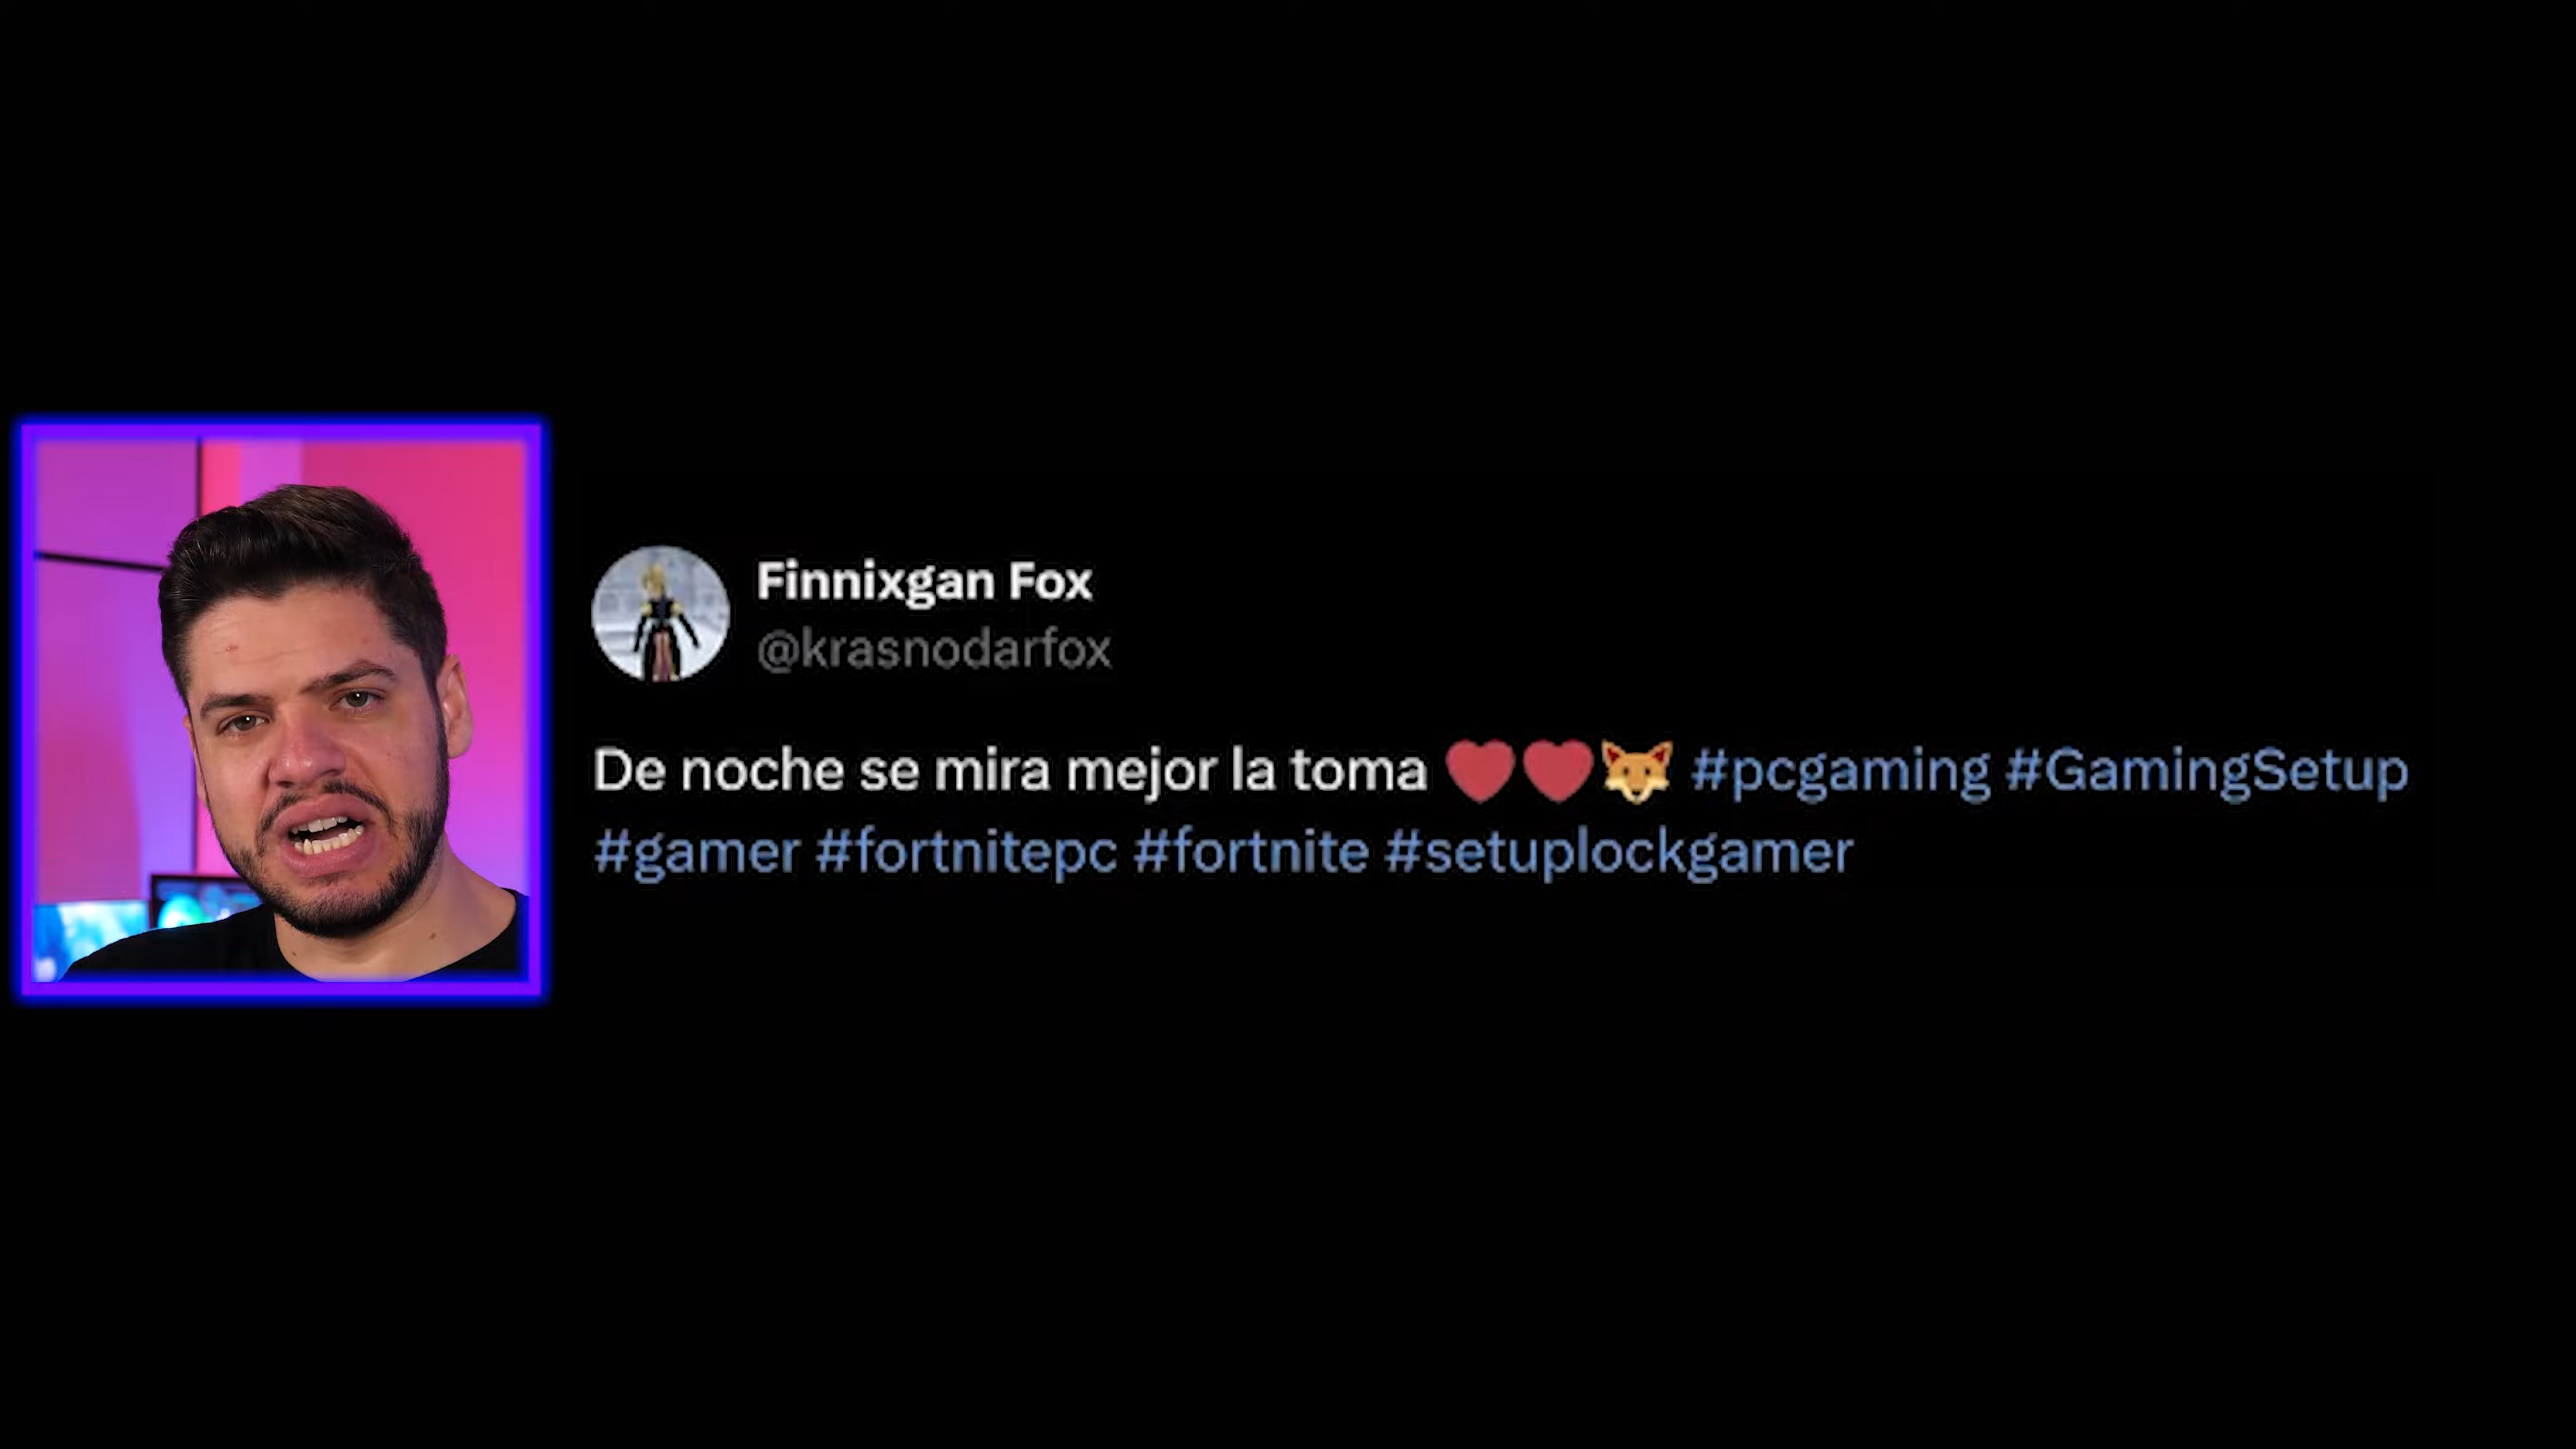 Finnixgan Fox
@krasnodarfox
De noche se mira mejor la toma ❤️❤️🦊 #pcgaming #GamingSetup
#gamer #fortnitepc #fortnite #setuplockgamer